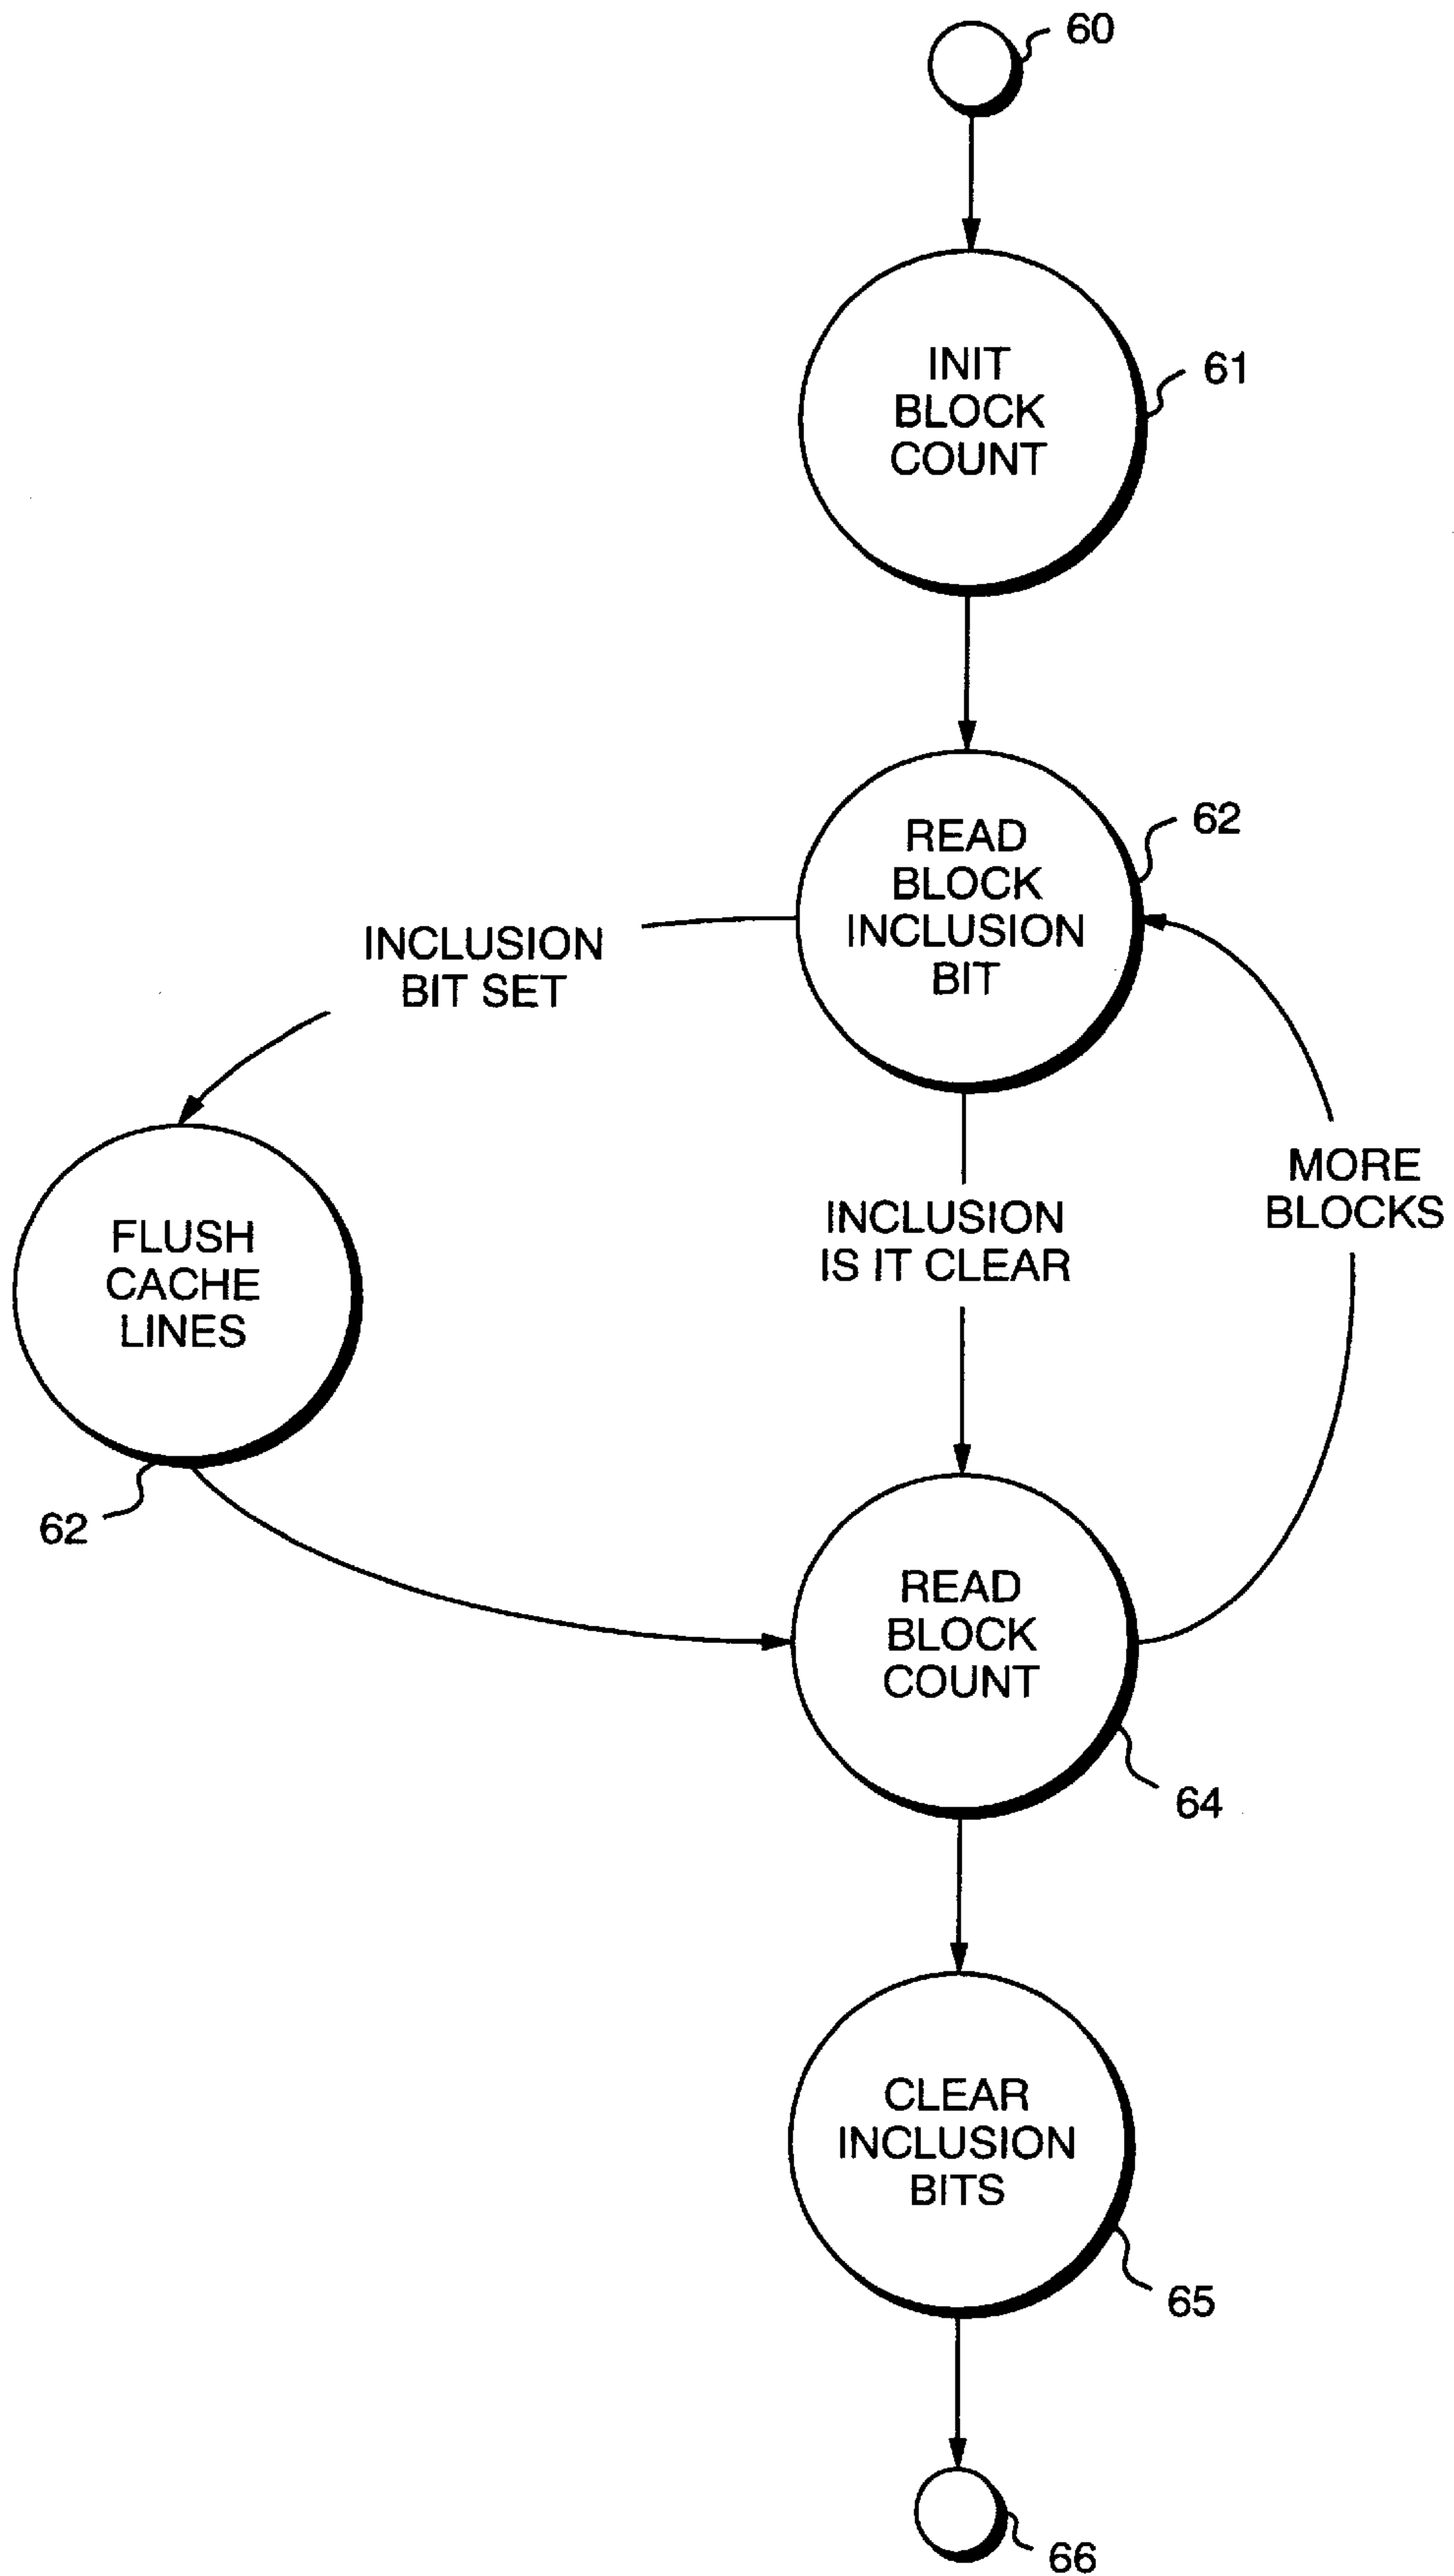 60
INIT
BLOCK
COUNT
61
READ
BLOCK
INCLUSION
BIT
62
INCLUSION
BIT SET
MORE
BLOCKS
INCLUSION
IS IT CLEAR
FLUSH
CACHE
LINES
62
READ
BLOCK
COUNT
64
CLEAR
INCLUSION
BITS
65
66